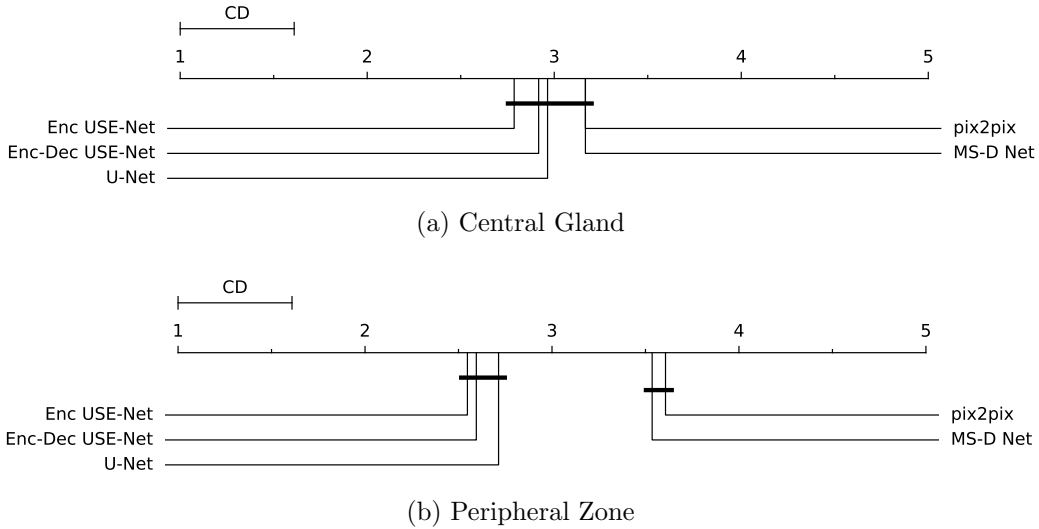 CD
1 2 3 4 5
Enc USE-Net pix2pix
Enc-Dec USE-Net MS-D Net
U-Net
(a) Central Gland
CD
1 2 3 4 5
Enc USE-Net pix2pix
Enc-Dec USE-Net MS-D Net
U-Net
(b) Peripheral Zone